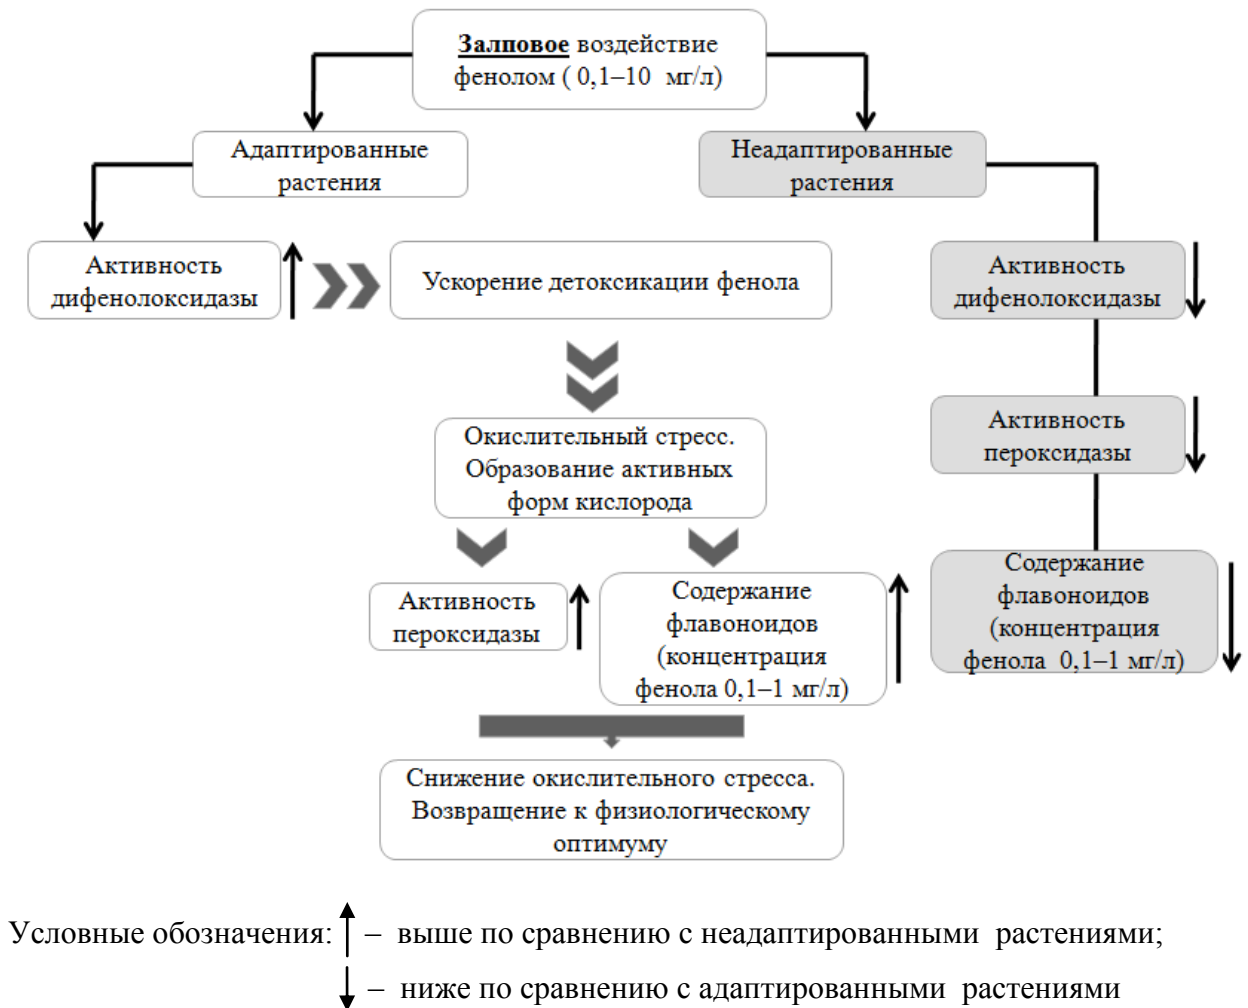 Залповое воздействие
фенолом ( 0,1–10 мг/л)
Адаптированные
растения
Неадаптированные
растения
Активность
дифенолоксидазы
Ускорение детоксикации фенола
Активность
дифенолоксидазы
Окислительный стресс.
Образование активных
форм кислорода
Активность
пероксидазы
Активность
пероксидазы
Содержание
флавоноидов
(концентрация
фенола 0,1–1 мг/л)
Содержание
флавоноидов
(концентрация
фенола 0,1–1 мг/л)
Снижение окислительного стресса.
Возвращение к физиологическому
оптимуму
Условные обозначения: – выше по сравнению с неадаптированными растениями;
– ниже по сравнению с адаптированными растениями